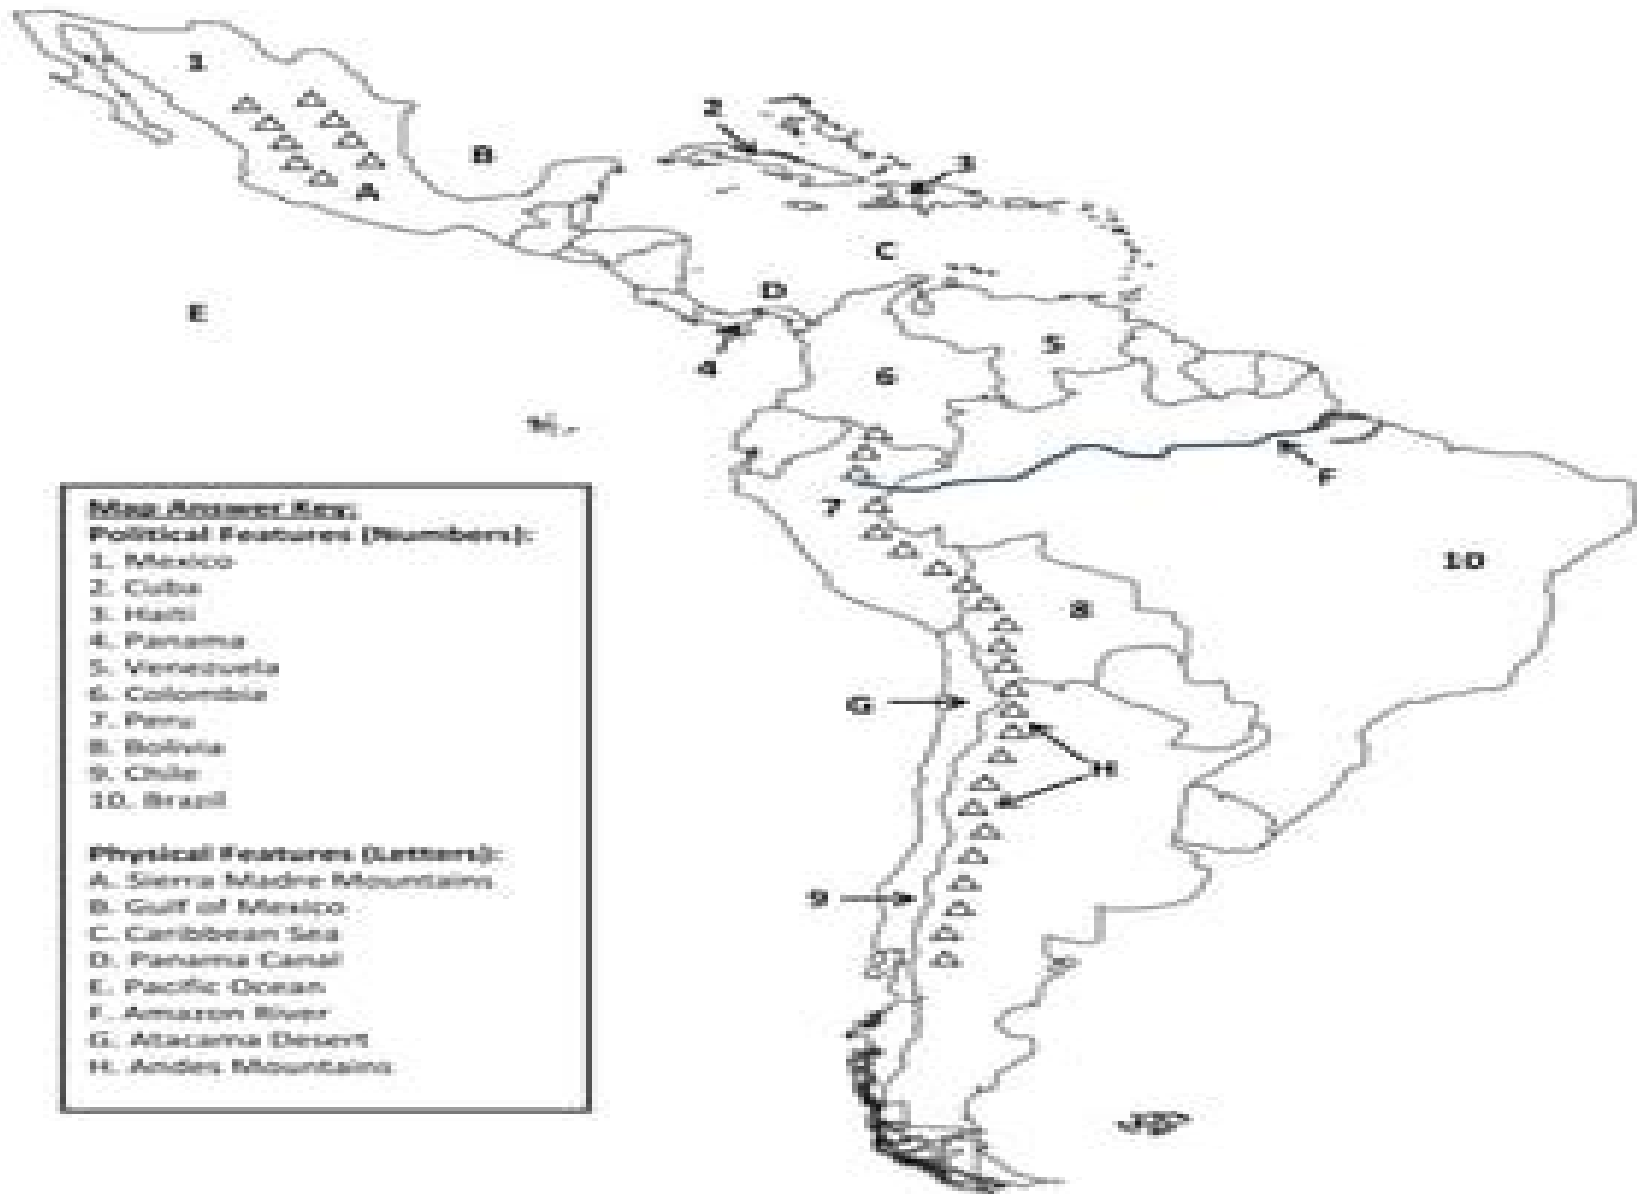 1
2
B
3
A
C
D
E
5
4
6
F
7
10
8
G
H
9
Map Answer Key:
Political Features (Numbers):
1. Mexico
2. Cuba
3. Haiti
4. Panama
5. Venezuela
6. Colombia
7. Peru
8. Bolivia
9. Chile
10. Brazil
Physical Features (Letters):
A. Sierra Madre Mountains
B. Gulf of Mexico
C. Caribbean Sea
D. Panama Canal
E. Pacific Ocean
F. Amazon River
G. Atacama Desert
H. Andes Mountains